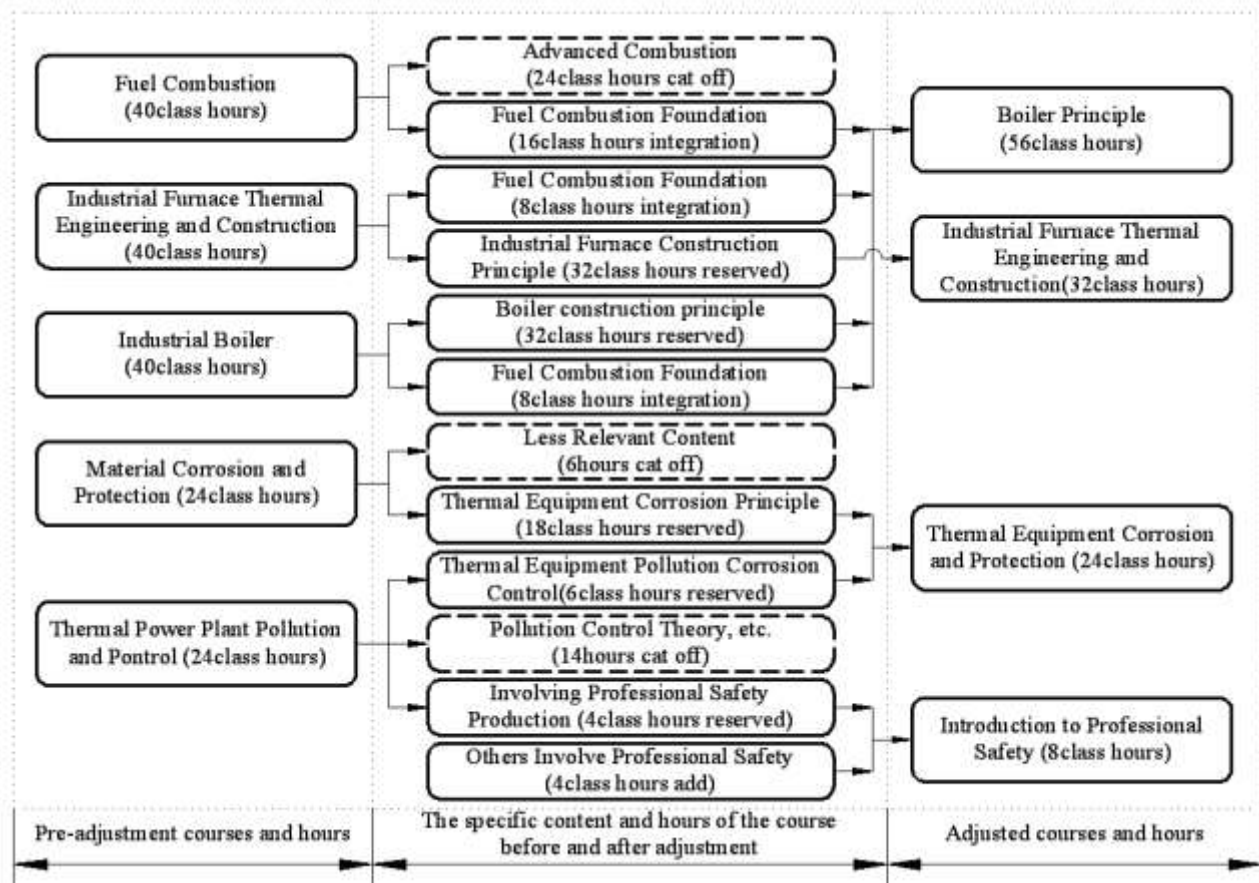 Fuel Combustion
(40class hours)
Industrial Furnace Thermal
Engineering and Construction
(40class hours)
Industrial Boiler
(40class hours)
Material Corrosion and
Protection (24class hours)
Thermal Power Plant Pollution
and Pontrol (24class hours)
Advanced Combustion
(24class hours cat off)
Fuel Combustion Foundation
(16class hours integration)
Fuel Combustion Foundation
(8class hours integration)
Industrial Furnace Construction
Principle (32class hours reserved)
Boiler construction principle
(32class hours reserved)
Fuel Combustion Foundation
(8class hours integration)
Less Relevant Content
(6hours cat off)
Thermal Equipment Corrosion Principle
(18class hours reserved)
Thermal Equipment Pollution Corrosion
Control(6class hours reserved)
Pollution Control Theory, etc.
(14hours cat off)
Involving Professional Safety
Production (4class hours reserved)
Others Involve Professional Safety
(4class hours add)
Boiler Principle
(56class hours)
Industrial Furnace Thermal
Engineering and
Construction(32class hours)
Thermal Equipment Corrosion
and Protection (24class hours)
Introduction to Professional
Safety (8class hours)
Pre-adjustment courses and hours
The specific content and hours of the course
before and after adjustment
Adjusted courses and hours